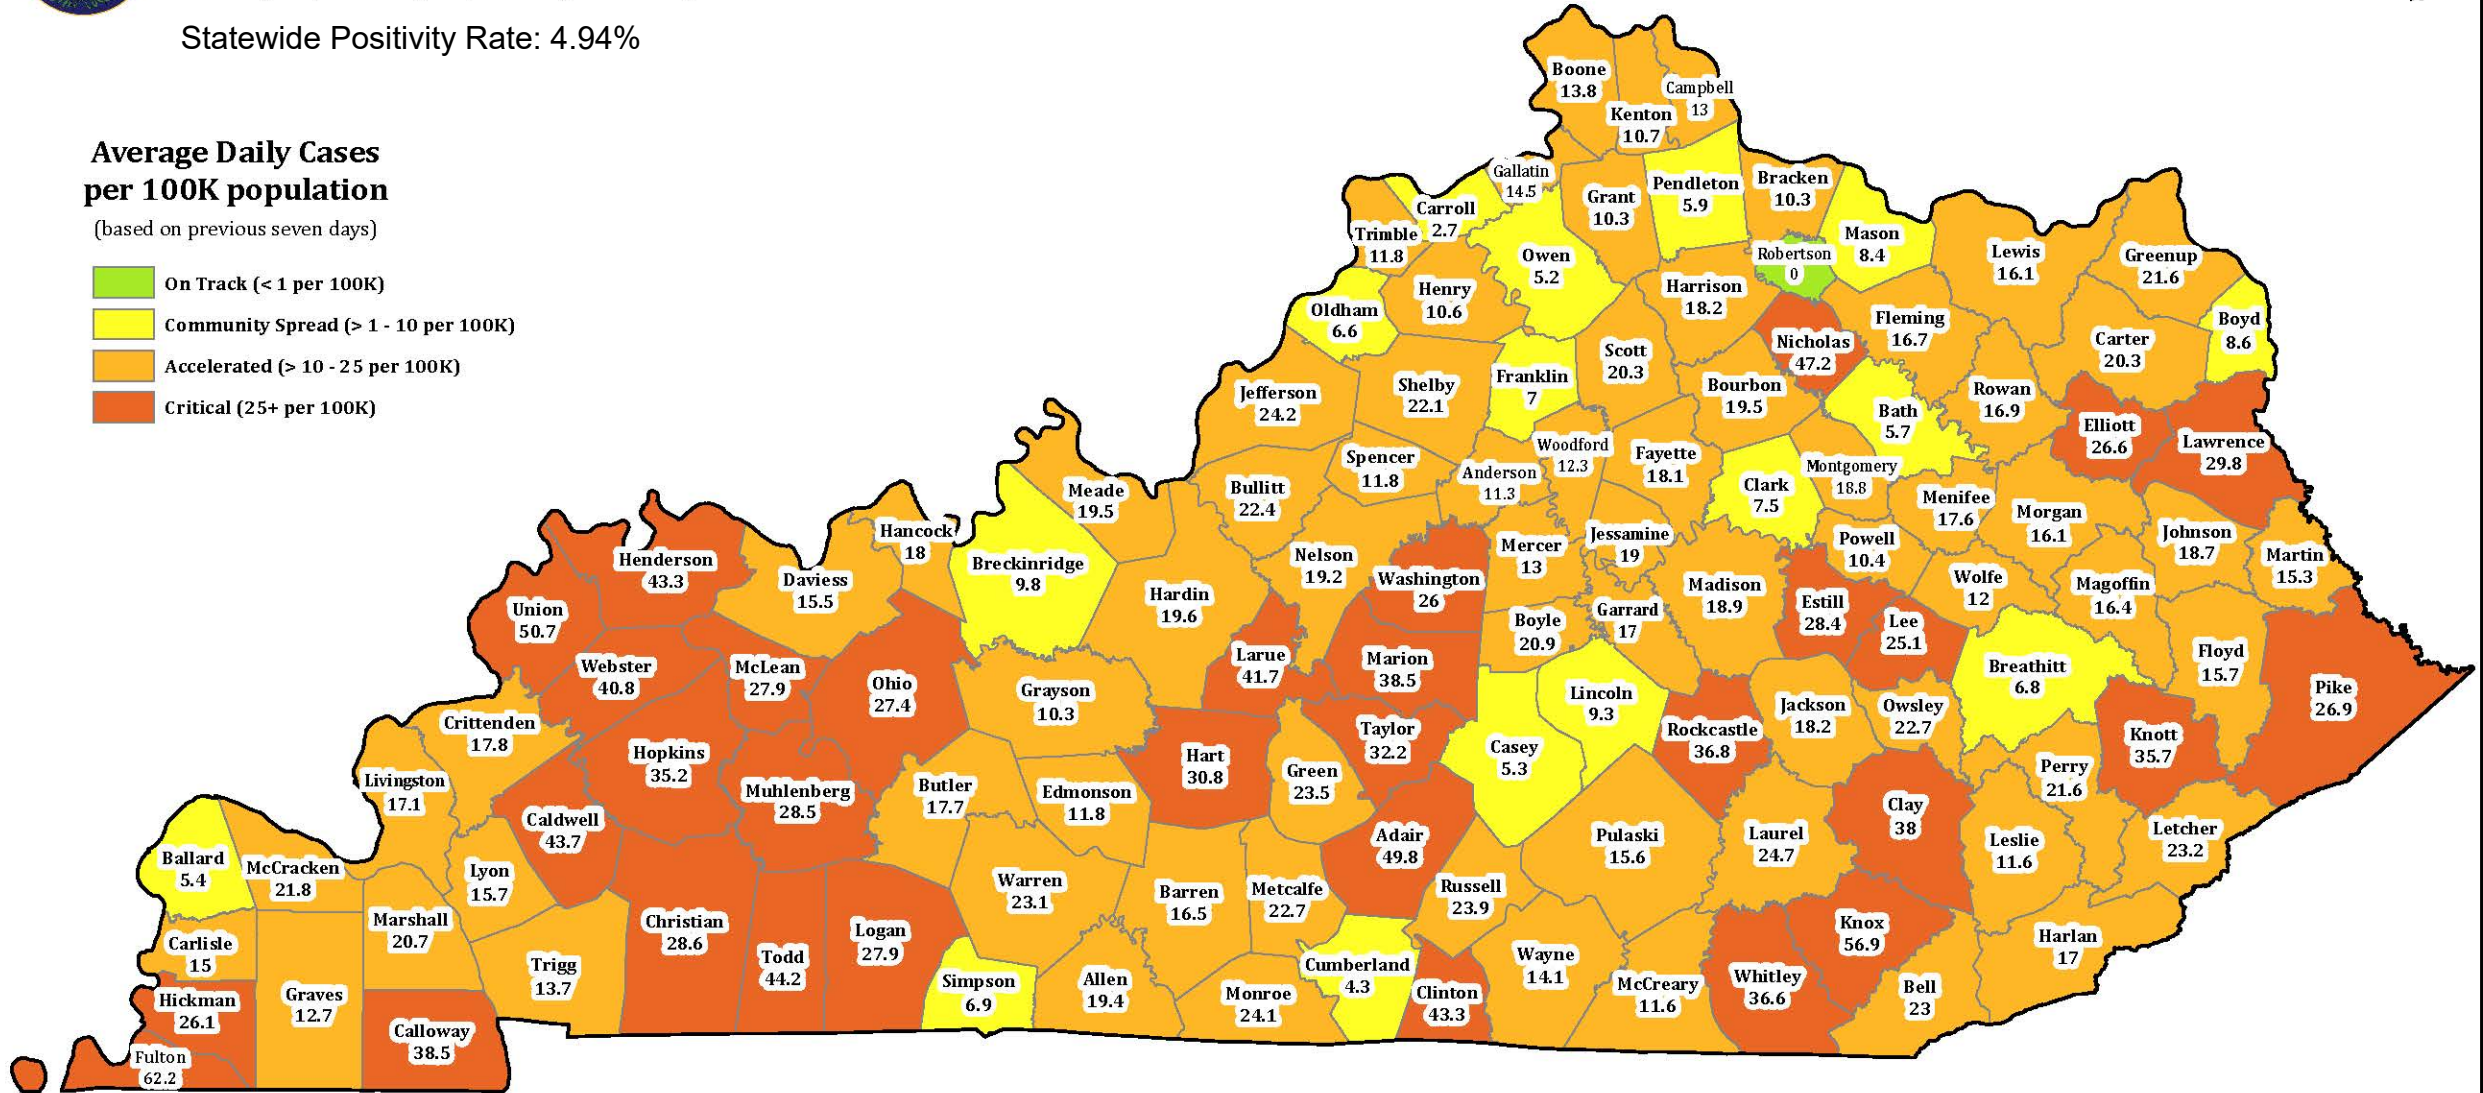 Statewide Positivity Rate: 4.94%
Average Daily Cases
per 100K population
(based on previous seven days)
On Track (< 1 per 100K)
Community Spread (> 1 - 10 per 100K)
Accelerated (> 10 - 25 per 100K)
Critical (25+ per 100K)
Boone
13.8
Kenton
10.7
Campbell
13
Gallatin
14.5
Carroll
2.7
Trimble
11.8
Grant
10.3
Pendleton
5.9
Bracken
10.3
Mason
8.4
Robertson
0
Lewis
16.1
Greenup
21.6
Owen
5.2
Henry
10.6
Oldham
6.6
Harrison
18.2
Fleming
16.7
Nicholas
47.2
Carter
20.3
Boyd
8.6
Jefferson
24.2
Shelby
22.1
Franklin
7
Scott
20.3
Bourbon
19.5
Bath
5.7
Rowan
16.9
Elliott
26.6
Lawrence
29.8
Meade
19.5
Bullitt
22.4
Spencer
11.8
Anderson
11.3
Woodford
12.3
Fayette
18.1
Clark
7.5
Montgomery
18.8
Menifee
17.6
Morgan
16.1
Johnson
18.7
Martin
15.3
Hancock
18
Breckinridge
9.8
Henderson
43.3
Daviess
15.5
Union
50.7
Hardin
19.6
Nelson
19.2
Washington
26
Mercer
13
Jessamine
19
Garrard
17
Madison
18.9
Powell
10.4
Estill
28.4
Lee
25.1
Wolfe
12
Magoffin
16.4
Floyd
15.7
Pike
26.9
Webster
40.8
McLean
27.9
Ohio
27.4
Grayson
10.3
Larue
41.7
Marion
38.5
Boyle
20.9
Lincoln
9.3
Casey
5.3
Rockcastle
36.8
Jackson
18.2
Owsley
22.7
Breathitt
6.8
Knott
35.7
Perry
21.6
Crittenden
17.8
Livingston
17.1
Hopkins
35.2
Muhlenberg
28.5
Butler
17.7
Edmonson
11.8
Hart
30.8
Green
23.5
Taylor
32.2
Adair
49.8
Pulaski
15.6
Laurel
24.7
Clay
38
Leslie
11.6
Letcher
23.2
Caldwell
43.7
Ballard
5.4
McCracken
21.8
Lyon
15.7
Marshall
20.7
Carlisle
15
Christian
28.6
Todd
44.2
Logan
27.9
Warren
23.1
Barren
16.5
Metcalfe
22.7
Russell
23.9
Wayne
14.1
McCreary
11.6
Whitley
36.6
Knox
56.9
Bell
23
Harlan
17
Hickman
26.1
Graves
12.7
Calloway
38.5
Fulton
62.2
Trigg
13.7
Simpson
6.9
Allen
19.4
Monroe
24.1
Cumberland
4.3
Clinton
43.3